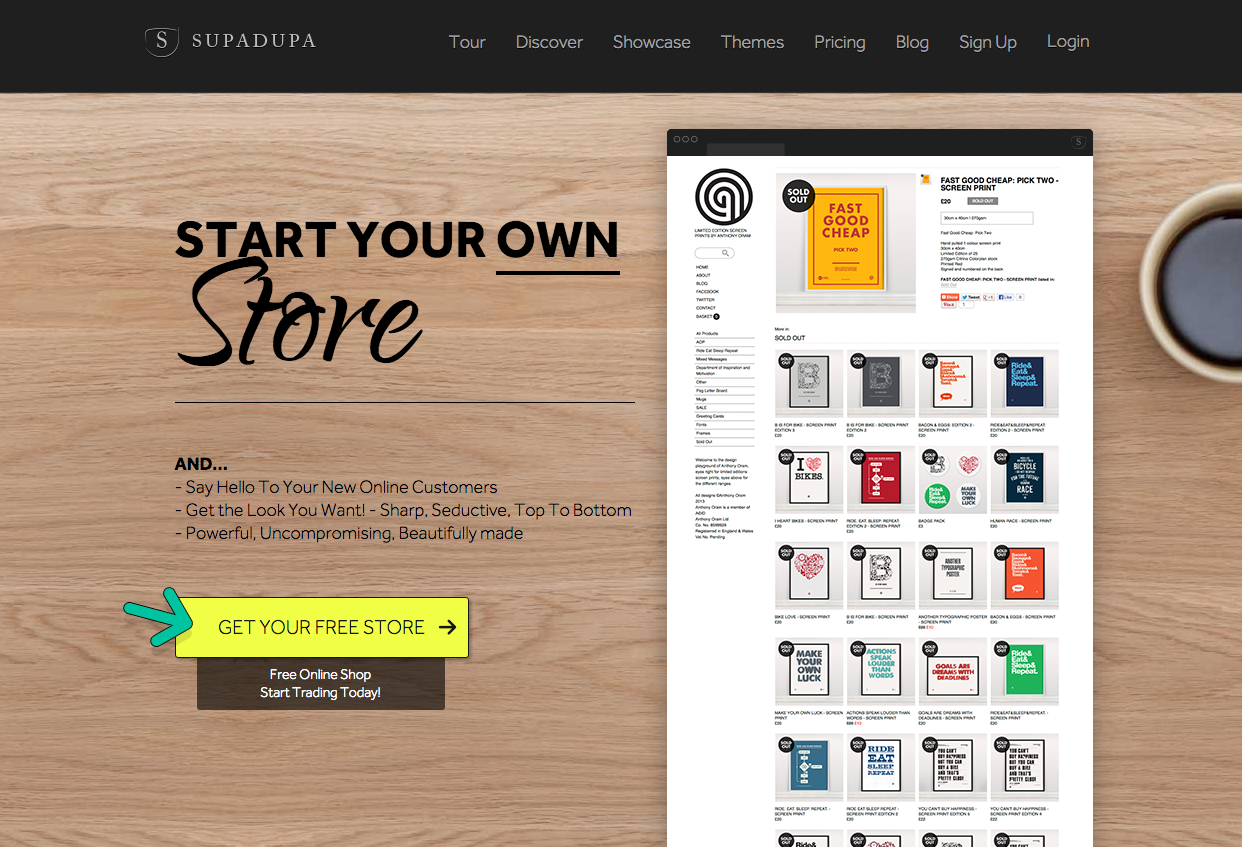 S SUPADUPA
Tour Discover Showcase Themes Pricing Blog Sign Up Login
START YOUR OWN
Store
AND...
- Say Hello To Your New Online Customers
- Get the Look You Want! - Sharp, Seductive, Top To Bottom
- Powerful, Uncompromising, Beautifully made
GET YOUR FREE STORE
Free Online Shop
Start Trading Today!
LIMITED EDITION SCREEN
PRINTS BY ANTHONY ORAM
HOME
ABOUT
BLOG
FACEBOOK
TWITTER
CONTACT
BASKET 0
All Products
ADP
Ride Eat Sleep Repeat
Mixed Messages
Department of Inspiration and
Motivation
Other
Peg Letter Board
Mugs
SALE
Greeting Cards
Fonts
Frames
Sold Out
Welcome to the design
playground of Anthony Oram,
eyes right for limited editions
screen prints, eyes above for
the different ranges.
All designs ©Anthony Oram
2013
Anthony Oram is a member of
Anthony Oram Ltd
Registered in England & Wales
Vat No. Pending.
SOLD OUT
FAST
GOOD
CHEAP
PICK TWO
FAST GOOD CHEAP: PICK TWO -
SCREEN PRINT
£20 SOLD OUT
30cm x 40cm | 270gsm
Fast Good Cheap: Pick Two
Hand pulled 1 colour screen print
30cm x 40cm
Limited Edition of 25
270gsm Citrine Colorplan stock
Printed Red
Signed and numbered on the back
FAST GOOD CHEAP: PICK TWO - SCREEN PRINT listed in:
Sold Out
Share Tweet +1 Like 0
Pin it 1
More in.
SOLD OUT
B IS FOR BIKE - SCREEN PRINT
EDITION 3
£20
B IS FOR BIKE - SCREEN PRINT
EDITION 2
£20
BACON & EGGS: EDITION 2 -
SCREEN PRINT
£20
RIDE&EAT&SLEEP&REPEAT.
EDITION 2 - SCREEN PRINT
£20
I HEART BIKES - SCREEN PRINT
£20
RIDE. EAT. SLEEP. REPEAT.
EDITION 2 - SCREEN PRINT
£20
BADGE PACK
£3
HUMAN RACE - SCREEN PRINT
£20
BIKE LOVE - SCREEN PRINT
£20
B IS FOR BIKE - SCREEN PRINT
£20
ANOTHER TYPOGRAPHIC POSTER
- SCREEN PRINT
£20 £10
BACON & EGGS - SCREEN PRINT
£20
MAKE YOUR OWN LUCK - SCREEN
PRINT
£20
ACTIONS SPEAK LOUDER THAN
WORDS - SCREEN PRINT
£20 £10
GOALS ARE DREAMS WITH
DEADLINES - SCREEN PRINT
£20
RIDE&EAT&SLEEP&REPEAT. -
SCREEN PRINT
£20
RIDE. EAT. SLEEP. REPEAT. -
SCREEN PRINT
£20
RIDE EAT SLEEP REPEAT -
SCREEN PRINT EDITION 2
£20
YOU CAN'T BUY HAPPINESS -
SCREEN PRINT EDITION 5
£22
YOU CAN'T BUY HAPPINESS -
SCREEN PRINT EDITION 4
£22